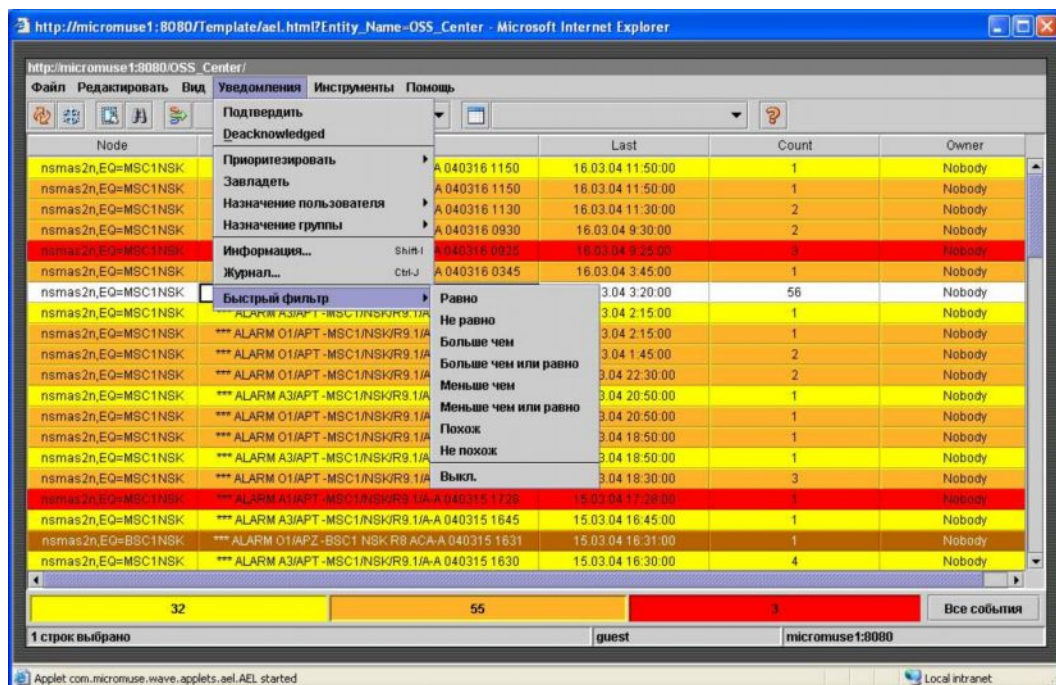 http://micromuse1:8080/Template/ael.html?Entity_Name=OSS_Center - Microsoft Internet Explorer
http://micromuse1:8080/OSS_Center/
Файл Редактировать Вид Уведомления Инструменты Помощь
Подтвердить
Deacknowledged
Приоритезировать
Завладеть
Назначение пользователя
Назначение группы
Информация... Shift-I
Журнал... Ctrl-J
Быстрый фильтр
Равно
Не равно
Больше чем
Больше чем или равно
Меньше чем
Меньше чем или равно
Похож
Не похож
Выкл.
Node Last Count Owner
nsmas2n,EQ=MSC1NSK A 040316 1150 16.03.04 11:50:00 1 Nobody
nsmas2n,EQ=MSC1NSK A 040316 1150 16.03.04 11:50:00 1 Nobody
nsmas2n,EQ=MSC1NSK A 040316 1130 16.03.04 11:30:00 2 Nobody
nsmas2n,EQ=MSC1NSK A 040316 0930 16.03.04 9:30:00 2 Nobody
nsmas2n,EQ=MSC1NSK A 040316 0925 16.03.04 9:25:00 3 Nobody
nsmas2n,EQ=MSC1NSK A 040316 0345 16.03.04 3:45:00 1 Nobody
nsmas2n,EQ=MSC1NSK 3.04 3:20:00 56 Nobody
nsmas2n,EQ=MSC1NSK *** ALARM A3/APT -MSC1/NSK/R9.1/A 3.04 2:15:00 1 Nobody
nsmas2n,EQ=MSC1NSK *** ALARM O1/APT -MSC1/NSK/R9.1/A 3.04 2:15:00 1 Nobody
nsmas2n,EQ=MSC1NSK *** ALARM O1/APT -MSC1/NSK/R9.1/A 3.04 1:45:00 2 Nobody
nsmas2n,EQ=MSC1NSK *** ALARM O1/APT -MSC1/NSK/R9.1/A 3.04 22:30:00 2 Nobody
nsmas2n,EQ=MSC1NSK *** ALARM A3/APT -MSC1/NSK/R9.1/A 3.04 20:50:00 1 Nobody
nsmas2n,EQ=MSC1NSK *** ALARM O1/APT -MSC1/NSK/R9.1/A 3.04 20:50:00 1 Nobody
nsmas2n,EQ=MSC1NSK *** ALARM O1/APT -MSC1/NSK/R9.1/A 3.04 18:50:00 1 Nobody
nsmas2n,EQ=MSC1NSK *** ALARM A3/APT -MSC1/NSK/R9.1/A 3.04 18:50:00 1 Nobody
nsmas2n,EQ=MSC1NSK *** ALARM O1/APT -MSC1/NSK/R9.1/A 3.04 18:30:00 3 Nobody
nsmas2n,EQ=MSC1NSK *** ALARM A1/APT -MSC1/NSK/R9.1/A-A 040315 1728 15.03.04 17:28:00 1 Nobody
nsmas2n,EQ=MSC1NSK *** ALARM A3/APT -MSC1/NSK/R9.1/A-A 040315 1645 15.03.04 16:45:00 1 Nobody
nsmas2n,EQ=BSC1NSK *** ALARM O1/APZ -BSC1 NSK R8 ACA-A 040315 1631 15.03.04 16:31:00 1 Nobody
nsmas2n,EQ=MSC1NSK *** ALARM A3/APT -MSC1/NSK/R9.1/A-A 040315 1630 15.03.04 16:30:00 4 Nobody
32 55 3 Все события
1 строк выбрано guest micromuse1:8080
Applet com.micromuse.wave.applets.ael.AEL started Local intranet